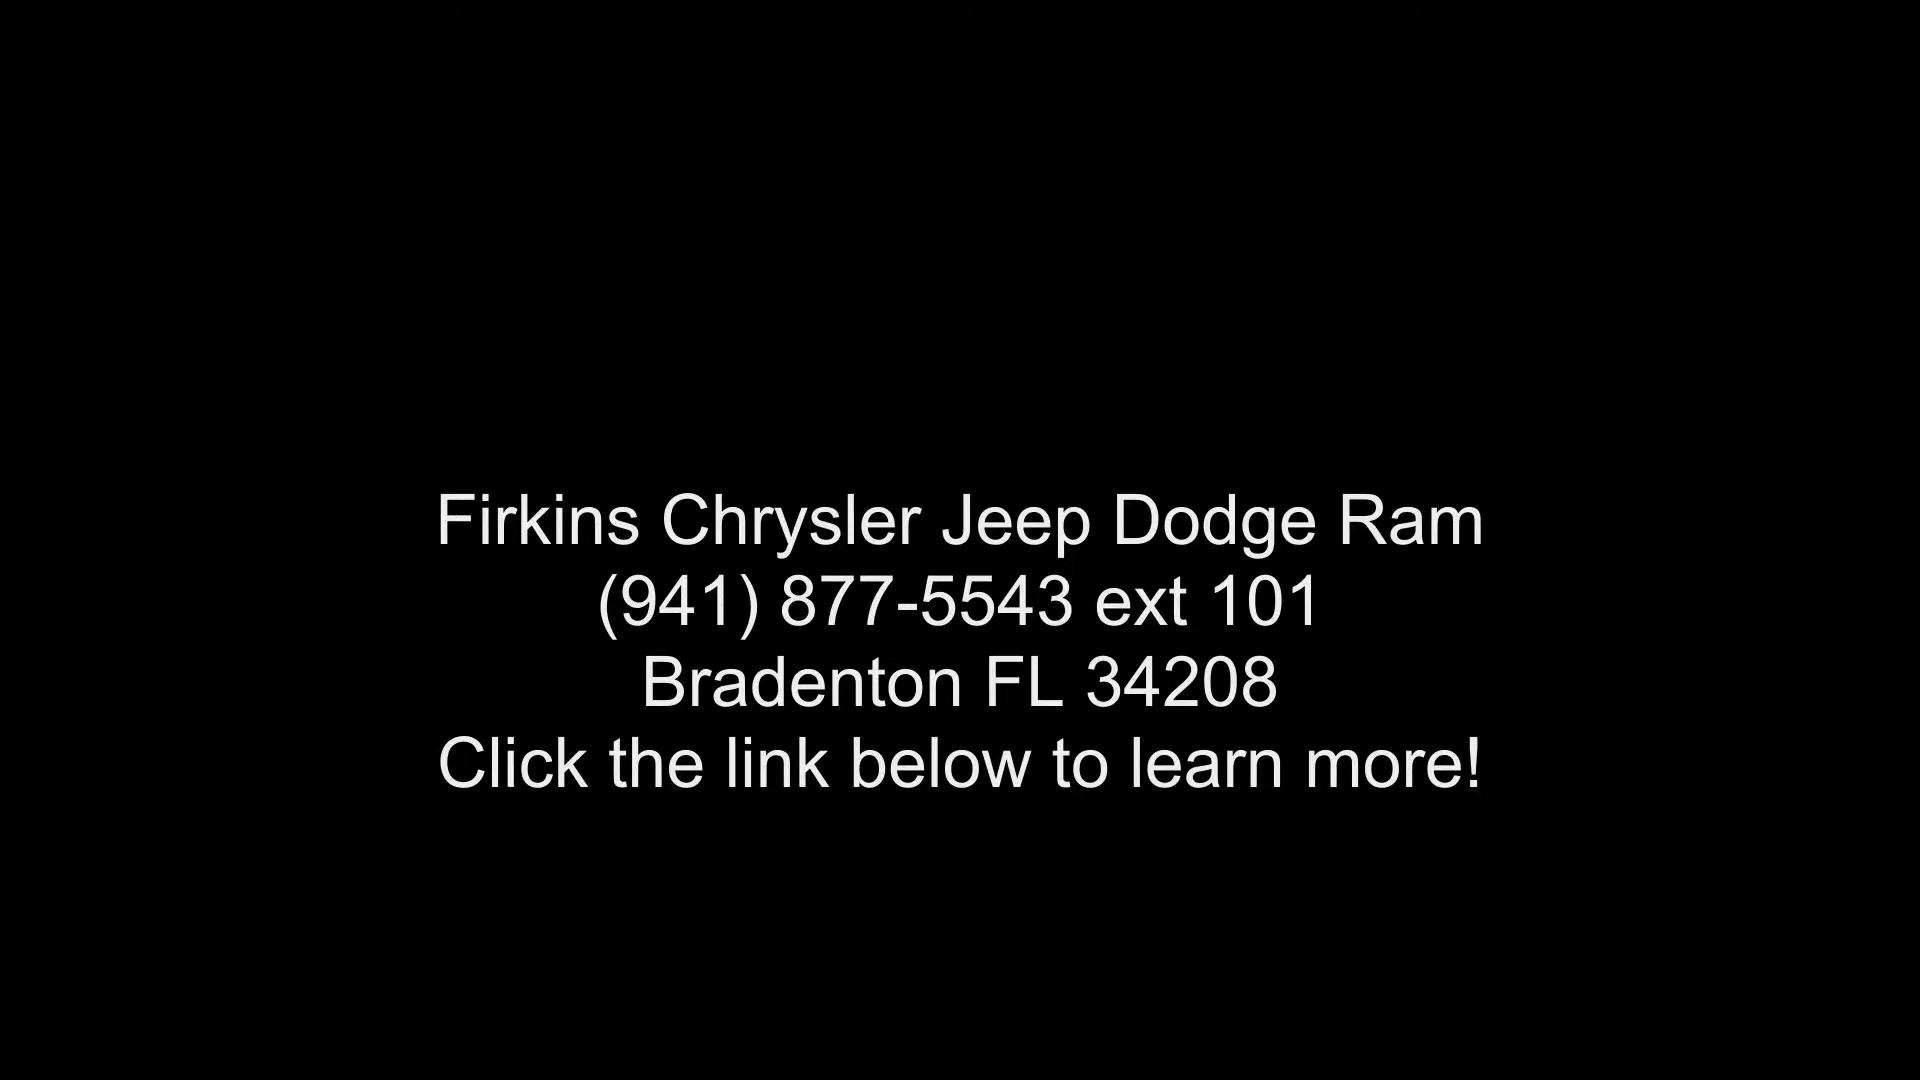 Firkins Chrysler Jeep Dodge Ram
(941) 877-5543 ext 101
Bradenton FL 34208
Click the link below to learn more!